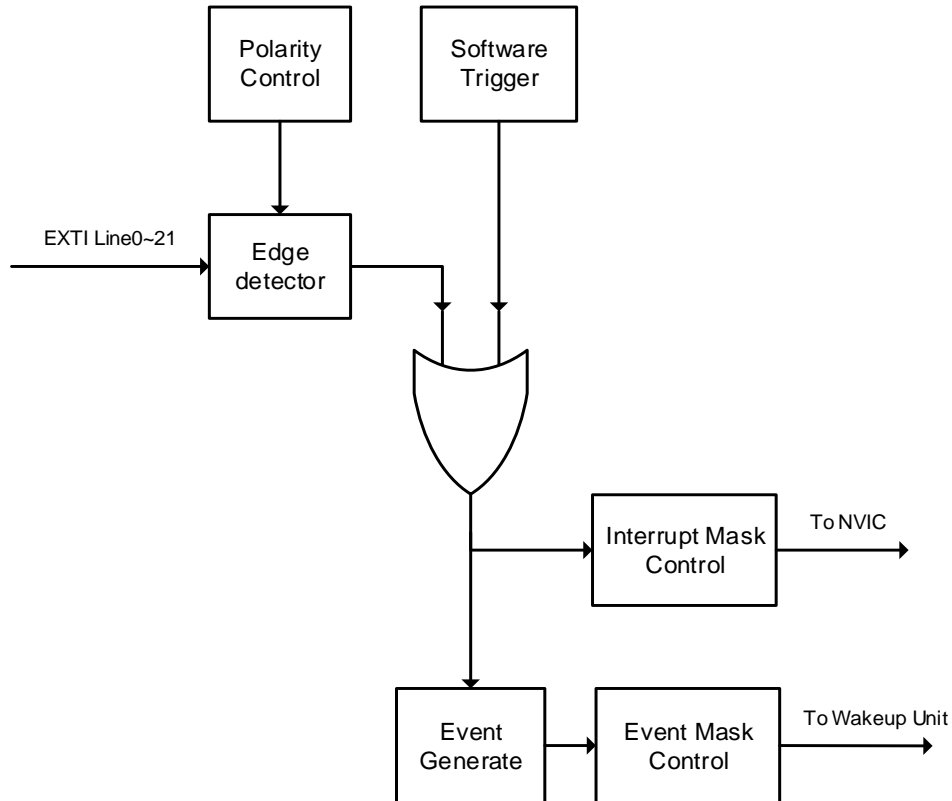 Polarity
Control
Software
Trigger
EXTI Line0~21
Edge
detector
Interrupt Mask
Control
To NVIC
Event
Generate
Event Mask
Control
To Wakeup Unit